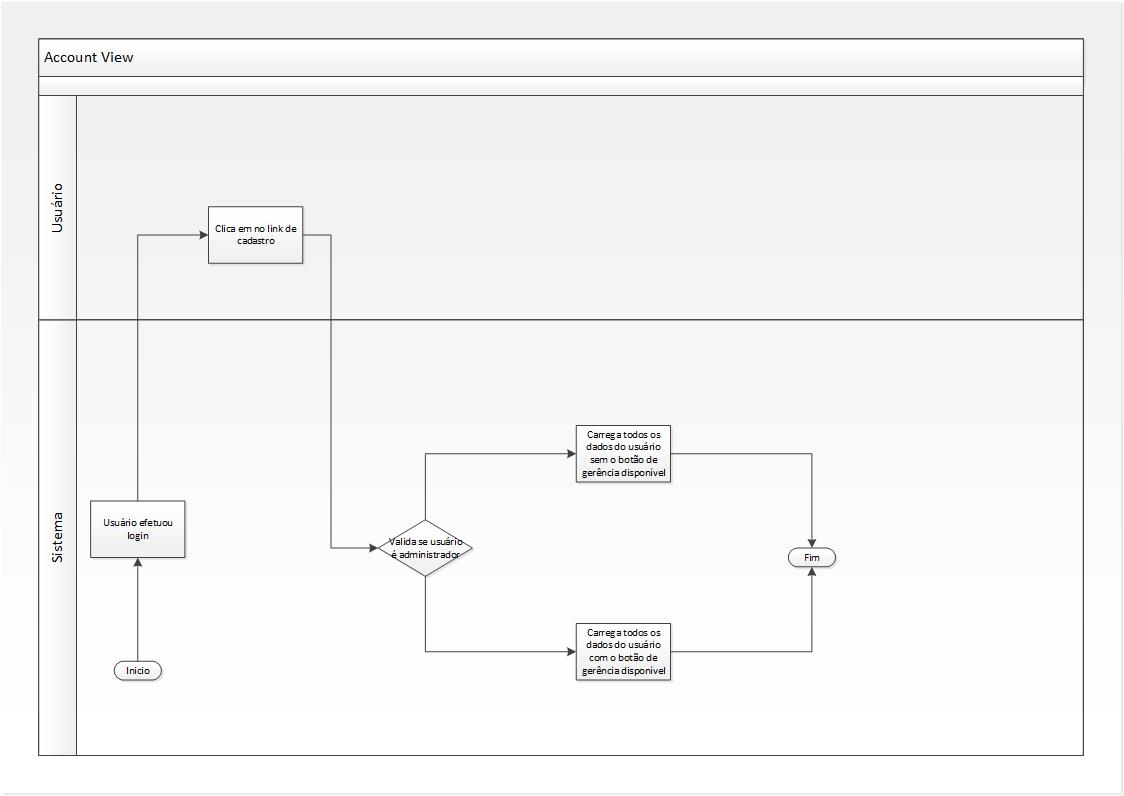 Account View
Usuário
Clica em no link de
cadastro
Sistema
Usuário efetuou
login
Inicio
Valida se usuário
é administrador
Carrega todos os
dados do usuário
sem o botão de
gerência disponível
Carrega todos os
dados do usuário
com o botão de
gerência disponível
Fim